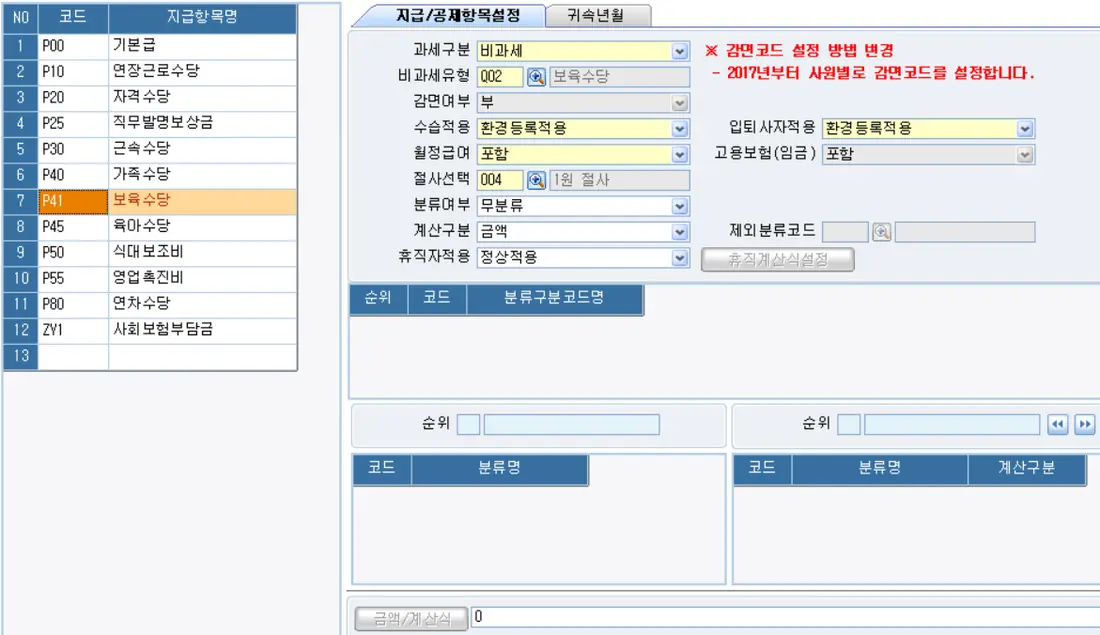 NO 코드 지급항목명
1 P00 기본급
2 P10 연장근로수당
3 P20 자격수당
4 P25 직무발명보상금
5 P30 근속수당
6 P40 가족수당
7 P41 보육수당
8 P45 육아수당
9 P50 식대보조비
10 P55 영업촉진비
11 P80 연차수당
12 ZY1 사회보험부담금
13
지급/공제항목설정 귀속년월
과세구분 비과세
비과세유형 Q02 보육수당
감면여부 부
수습적용 환경등록적용
월정급여 포함
절사선택 004 1원 절사
분류여부 무분류
계산구분 금액
휴직자적용 정상적용
※ 감면코드 설정 방법 변경
- 2017년부터 사원별로 감면코드를 설정합니다.
입퇴사자적용 환경등록적용
고용보험(임금) 포함
제외분류코드
휴직계산식설정
순위 코드 분류구분코드명
순위
순위
코드 분류명
코드 분류명 계산구분
금액/계산식 0